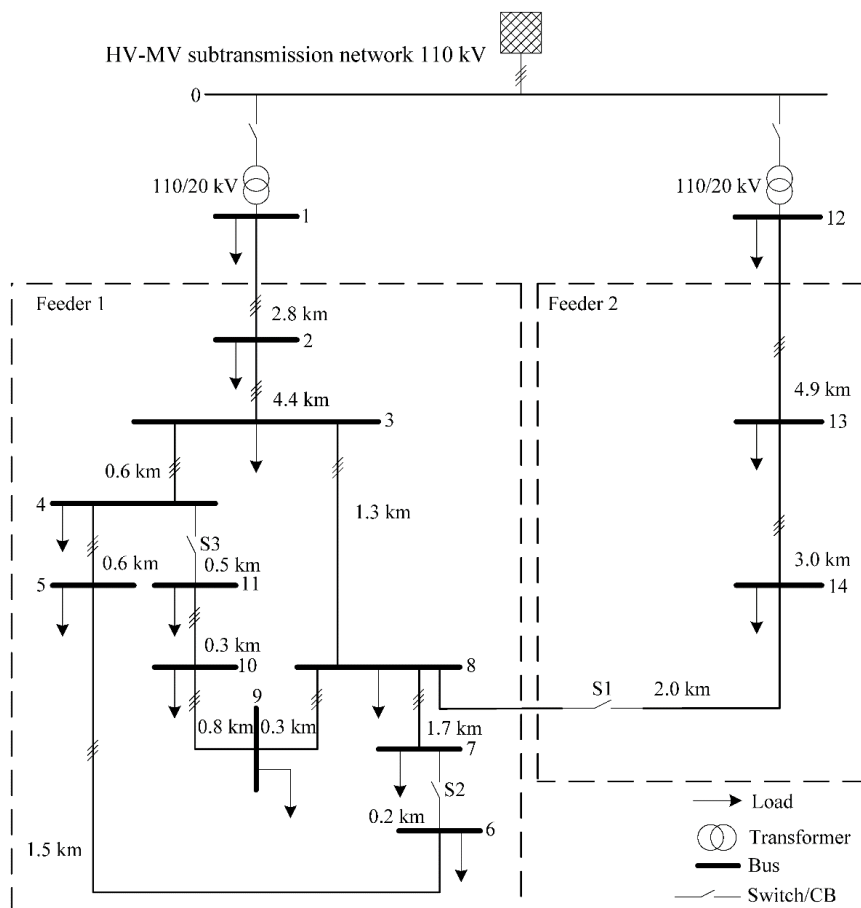 HV-MV subtransmission network 110 kV
0
110/20 kV
110/20 kV
1
12
Feeder 1
Feeder 2
2.8 km
2
4.9 km
4.4 km
3
13
0.6 km
1.3 km
4
S3
0.6 km
0.5 km
3.0 km
5
11
14
0.3 km
10
8
9
S1
2.0 km
0.8 km
0.3 km
1.7 km
7
S2
0.2 km
6
1.5 km
Load
Transformer
Bus
Switch/CB